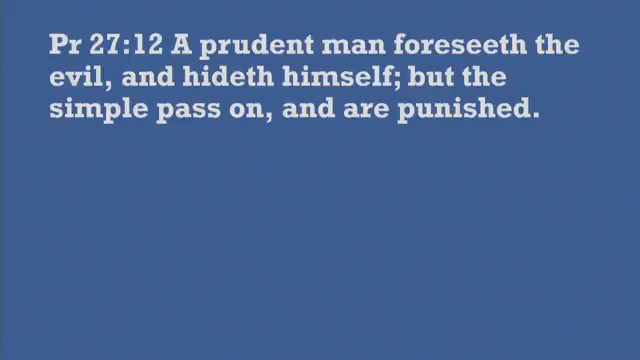 Pr 27:12 A prudent man foreseeth the
evil, and hideth himself; but the
simple pass on, and are punished.